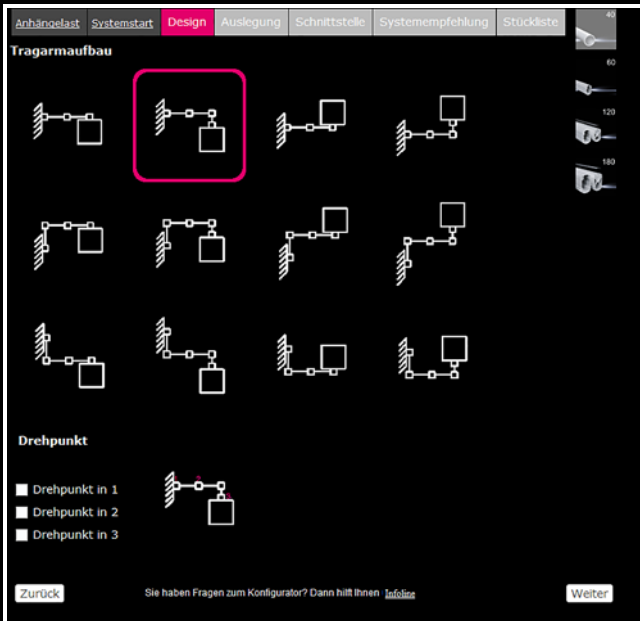 Anhängelast Systemstart Design Auslegung Schnittstelle Systemempfehlung Stückliste
40
Tragarmaufbau
60
120
180
Drehpunkt
Drehpunkt in 1
Drehpunkt in 2
Drehpunkt in 3
Zurück Sie haben Fragen zum Konfigurator? Dann hilft Ihnen Infoline Weiter